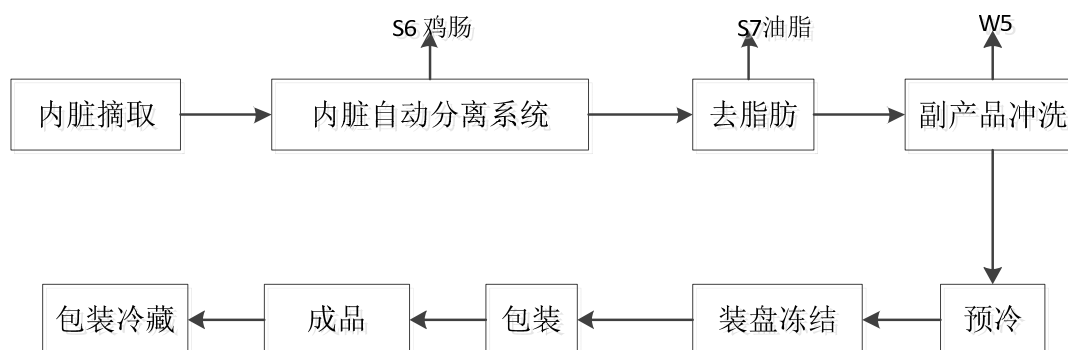 S6 鸡肠
S7油脂
W5
内脏摘取
内脏自动分离系统
去脂肪
副产品冲洗
包装冷藏
成品
包装
装盘冻结
预冷